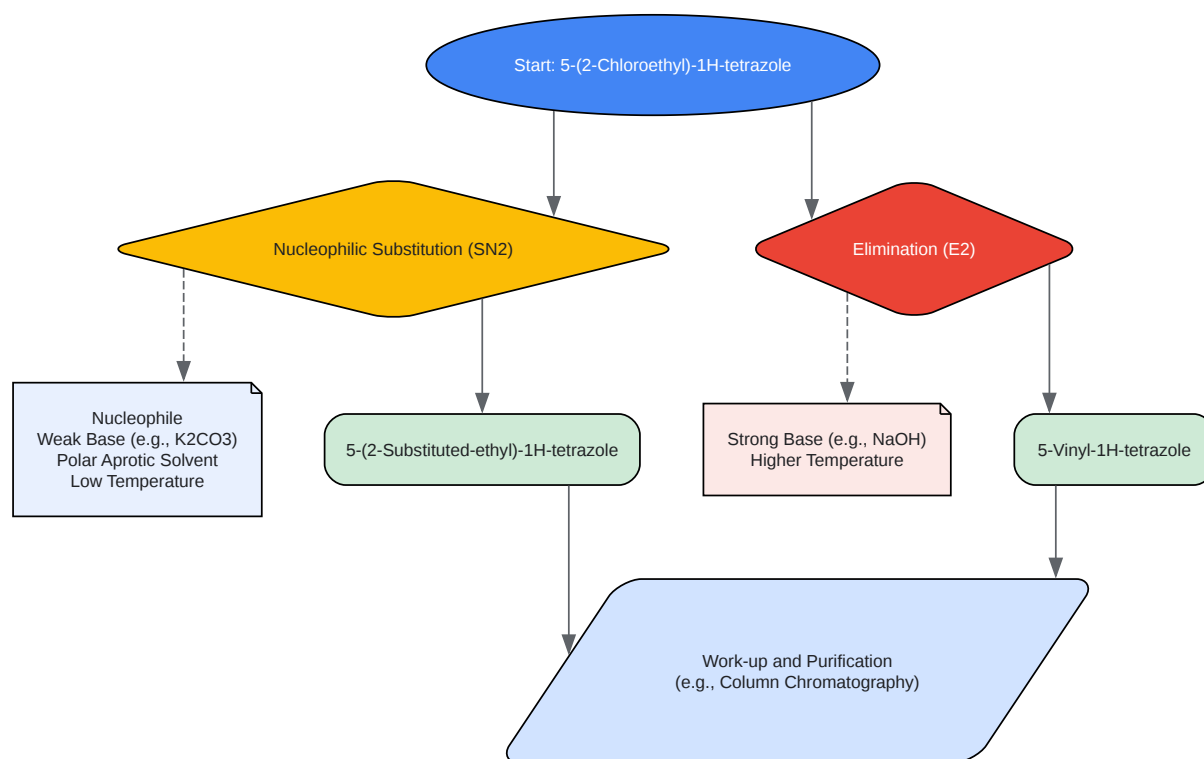 Start: 5-(2-Chloroethyl)-1H-tetrazole
Nucleophilic Substitution (SN2)
Elimination (E2)
Nucleophile
Weak Base (e.g., K2CO3)
Polar Aprotic Solvent
Low Temperature
5-(2-Substituted-ethyl)-1H-tetrazole
Strong Base (e.g., NaOH)
Higher Temperature
5-Vinyl-1H-tetrazole
Work-up and Purification
(e.g., Column Chromatography)